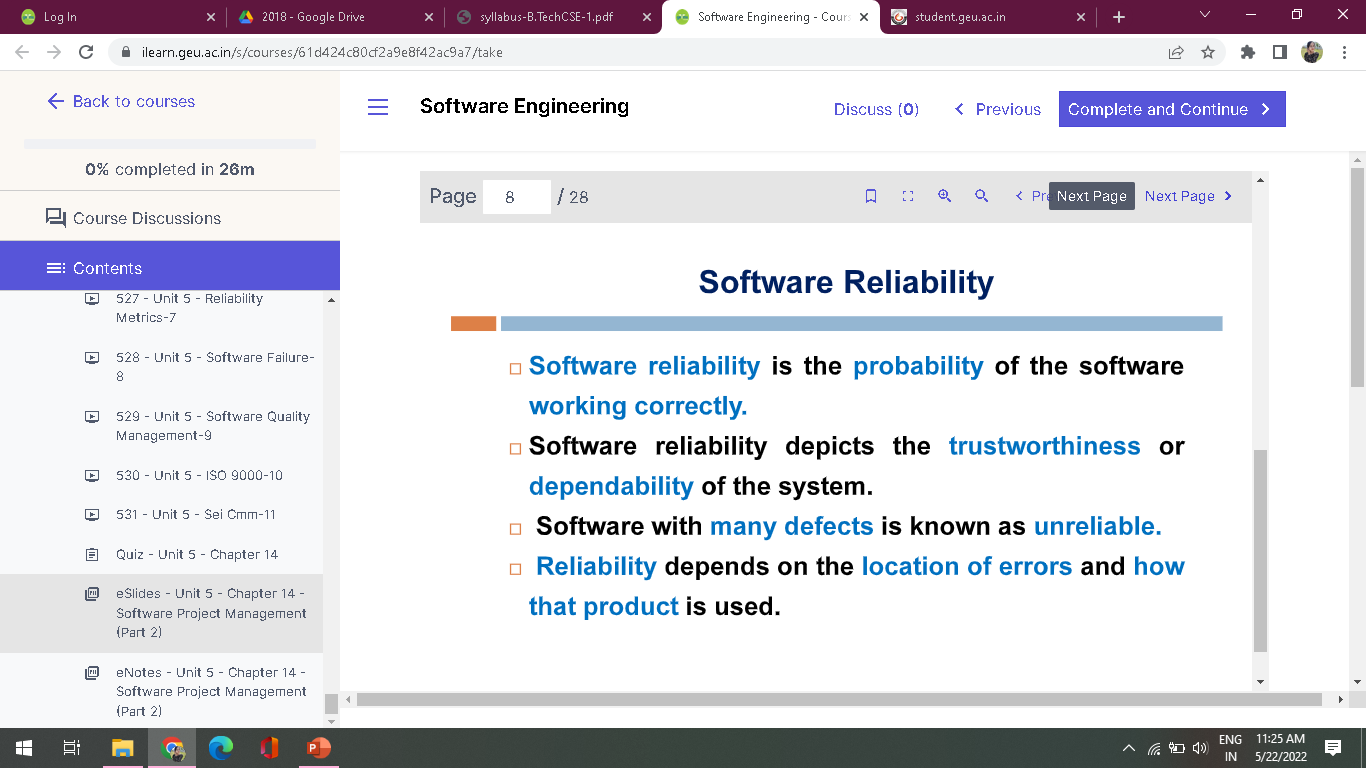 Log In
2018 - Google Drive
syllabus-B.TechCSE-1.pdf
Software Engineering - Cour
student.geu.ac.in
ilearn.geu.ac.in/s/courses/61d424c80cf2a9e8f42ac9a7/take
Back to courses
0% completed in 26m
Course Discussions
Contents
527 - Unit 5 - Reliability
Metrics-7
528 - Unit 5 - Software Failure-
8
529 - Unit 5 - Software Quality
Management-9
530 - Unit 5 - ISO 9000-10
531 - Unit 5 - Sei Cmm-11
Quiz - Unit 5 - Chapter 14
eSlides - Unit 5 - Chapter 14 -
Software Project Management
(Part 2)
eNotes - Unit 5 - Chapter 14 -
Software Project Management
(Part 2)
Software Engineering
Discuss (0)
Previous
Complete and Continue
Page 8 / 28
Pre
Next Page
Next Page
Software Reliability
Software reliability is the probability of the software
working correctly.
Software reliability depicts the trustworthiness or
dependability of the system.
Software with many defects is known as unreliable.
Reliability depends on the location of errors and how
that product is used.
ENG
IN
11:25 AM
5/22/2022